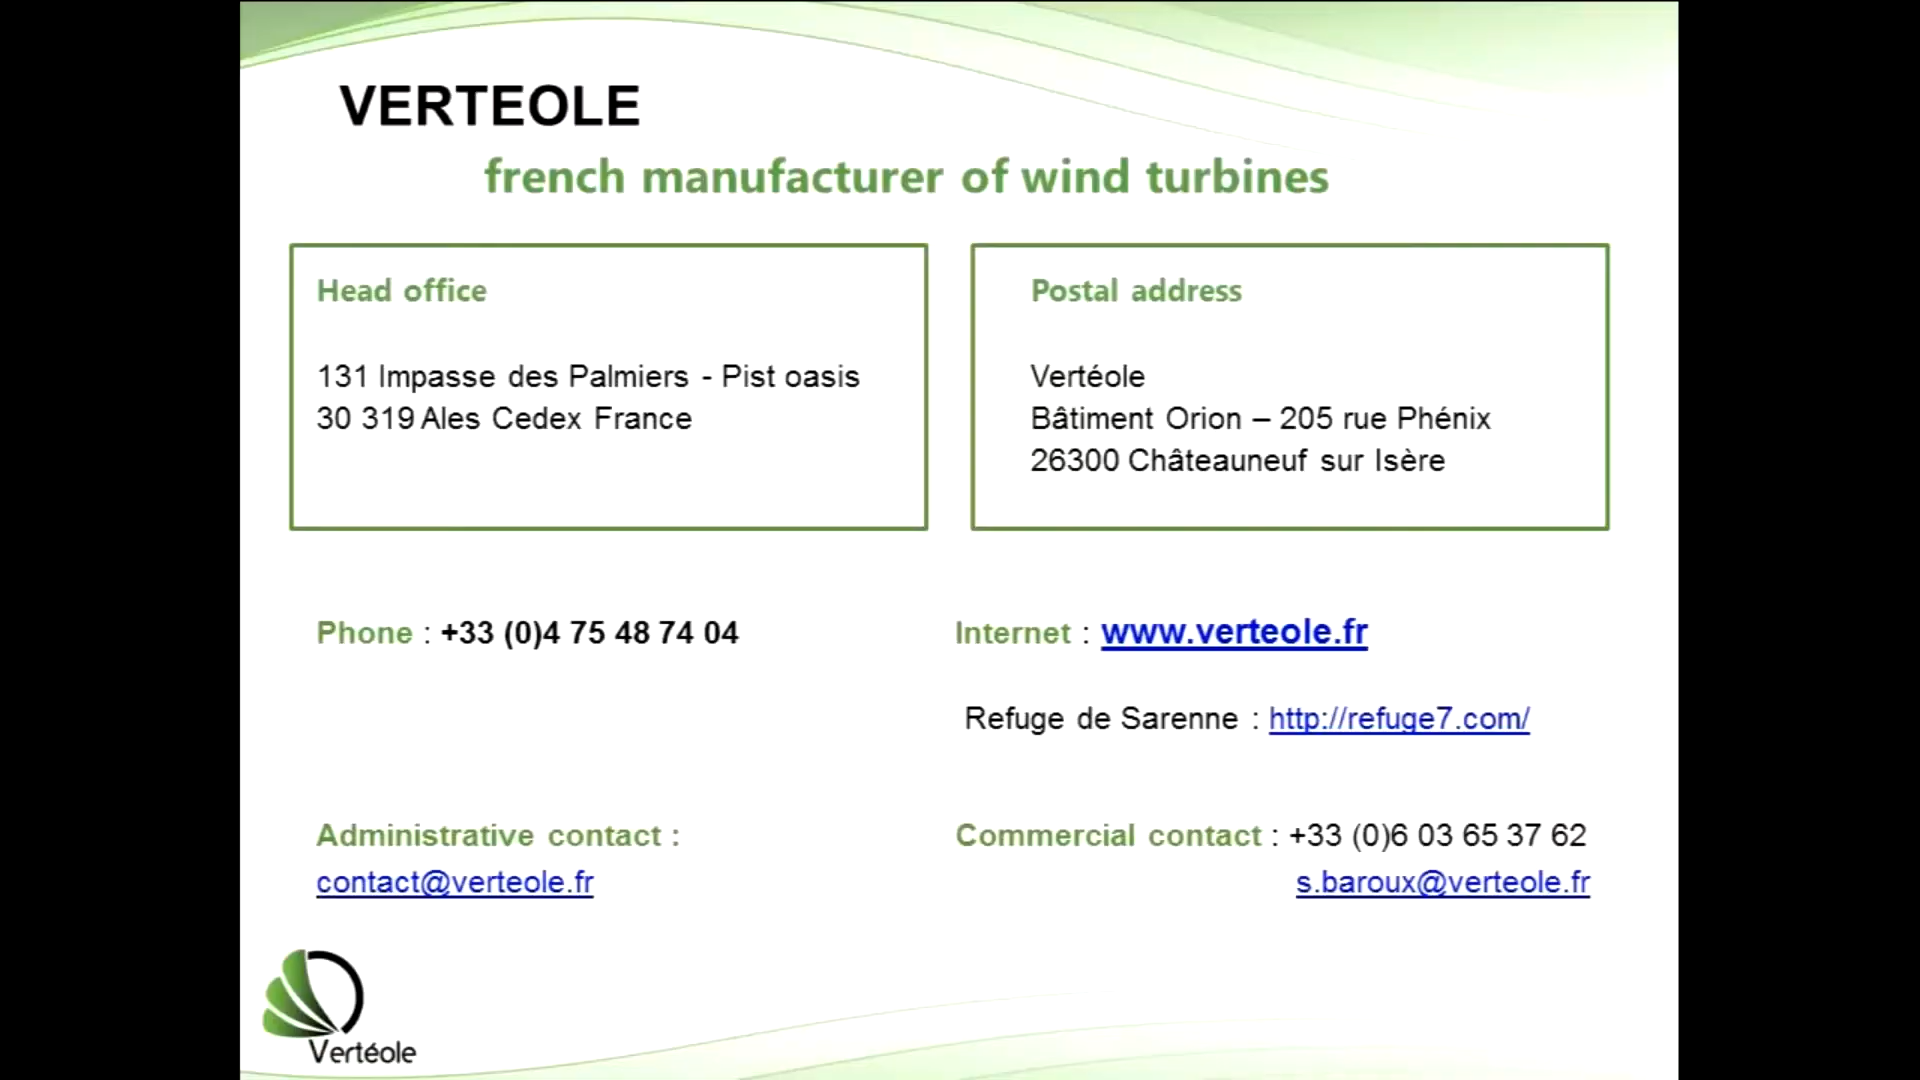 VERTEOLE
french manufacturer of wind turbines
Head office
131 Impasse des Palmiers - Pist oasis
30 319 Ales Cedex France
Postal address
Vertéole
Bâtiment Orion – 205 rue Phénix
26300 Châteauneuf sur Isère
Phone : +33 (0)4 75 48 74 04
Internet : www.verteole.fr
Refuge de Sarenne : http://refuge7.com/
Administrative contact :
contact@verteole.fr
Commercial contact : +33 (0)6 03 65 37 62
s.baroux@verteole.fr
Vertéole